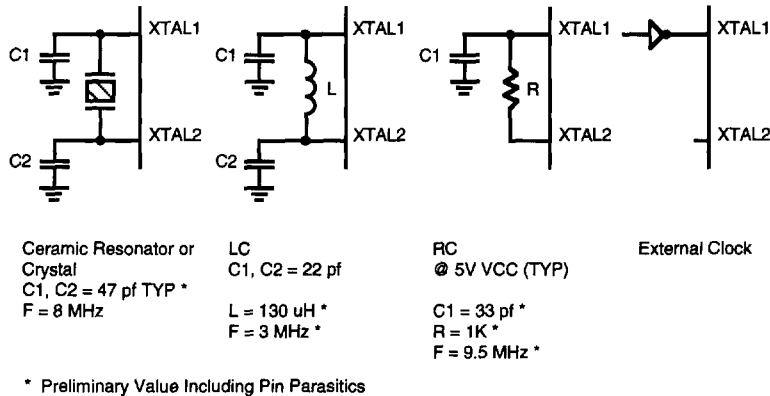 XTAL1
C1
XTAL2
C2
XTAL1
C1
L
XTAL2
C2
XTAL1
C1
R
XTAL2
XTAL1
XTAL2
Ceramic Resonator or
Crystal
C1, C2 = 47 pf TYP *
F = 8 MHz
LC
C1, C2 = 22 pf
L = 130 uH *
F = 3 MHz *
RC
@ 5V VCC (TYP)
C1 = 33 pf *
R = 1K *
F = 9.5 MHz *
External Clock
* Preliminary Value Including Pin Parasitics